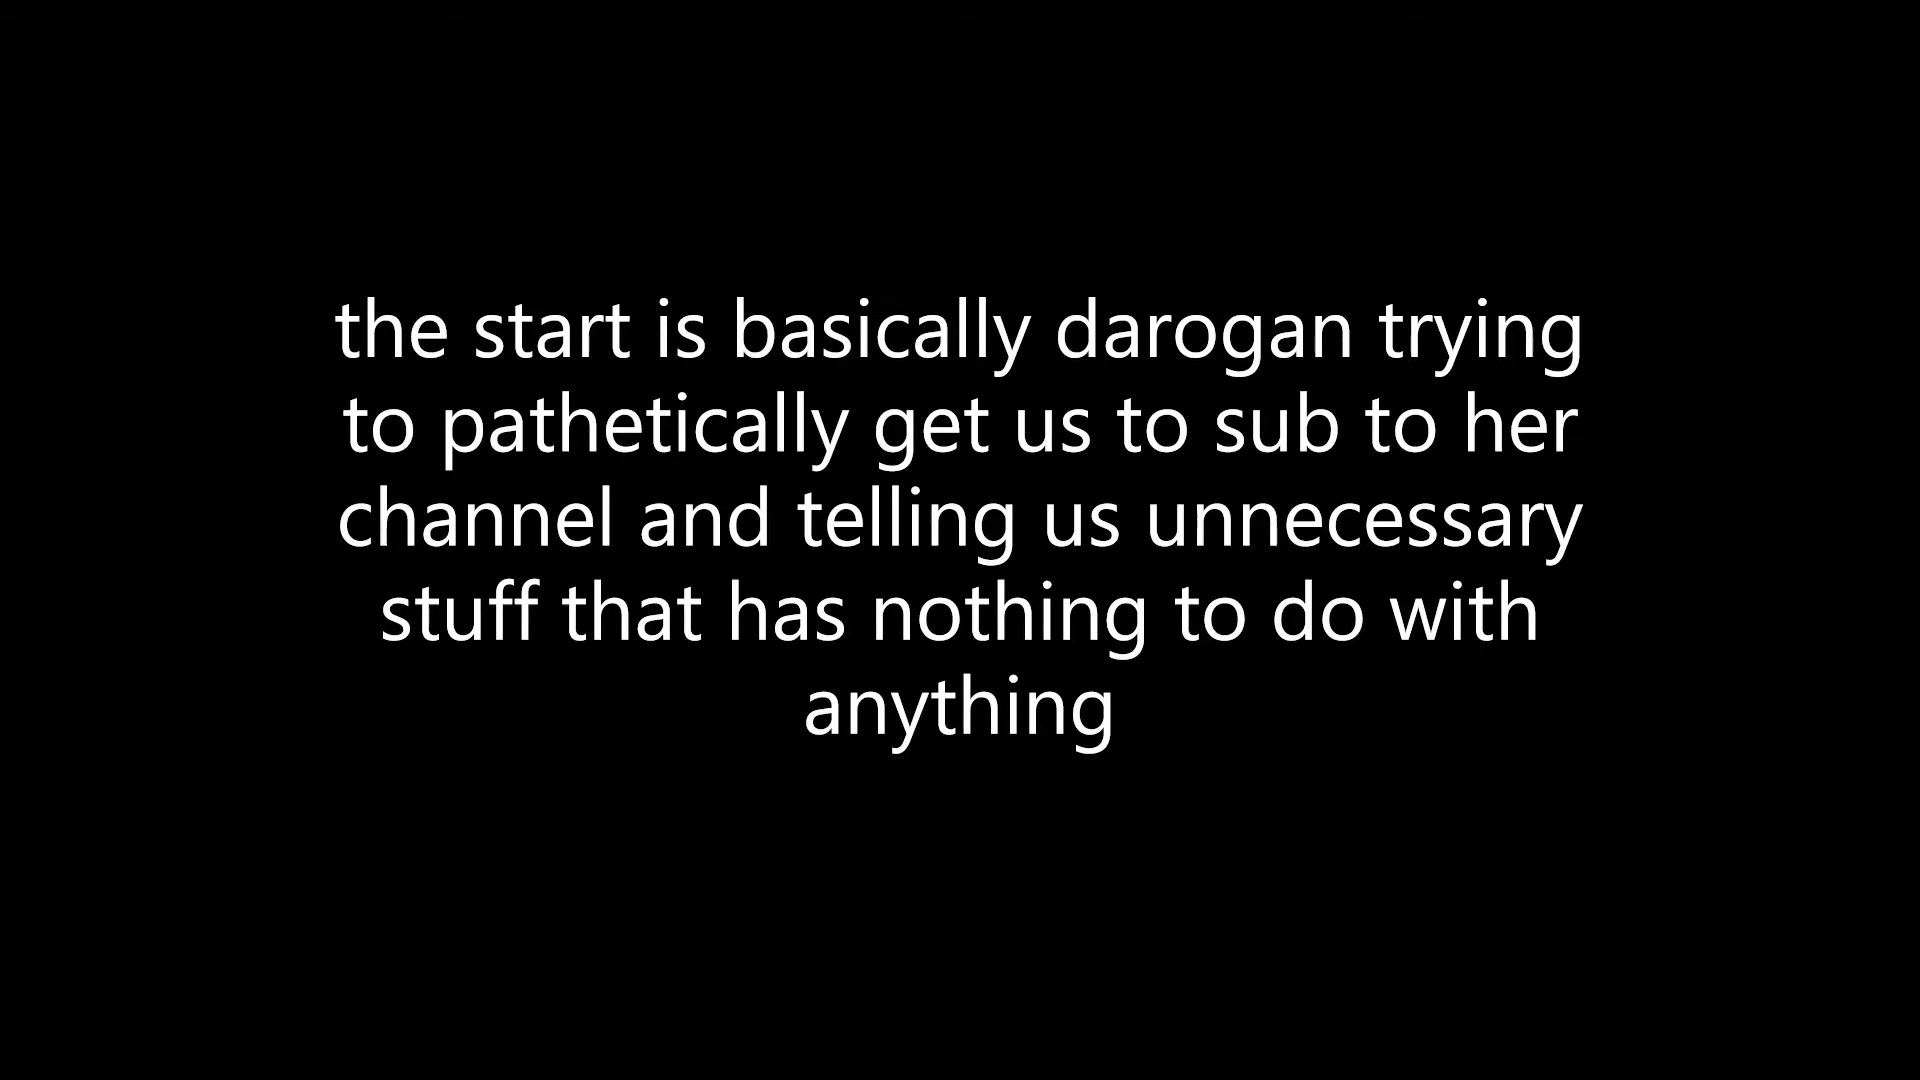 the start is basically darogan trying
to pathetically get us to sub to her
channel and telling us unnecessary
stuff that has nothing to do with
anything